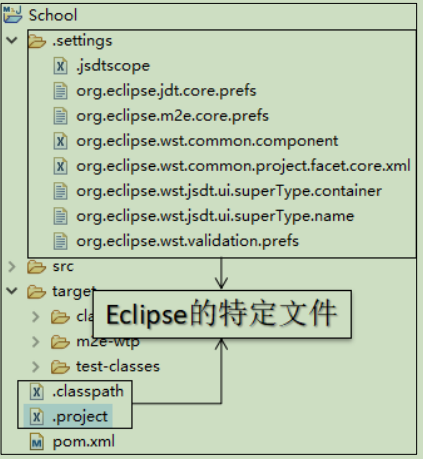 School
.settings
.jsdtscope
org.eclipse.jdt.core.prefs
org.eclipse.m2e.core.prefs
org.eclipse.wst.common.component
org.eclipse.wst.common.project.facet.core.xml
org.eclipse.wst.jsdt.ui.superType.container
org.eclipse.wst.jsdt.ui.superType.name
org.eclipse.wst.validation.prefs
src
target
Eclipse的特定文件
m2e-wtp
test-classes
.classpath
.project
pom.xml